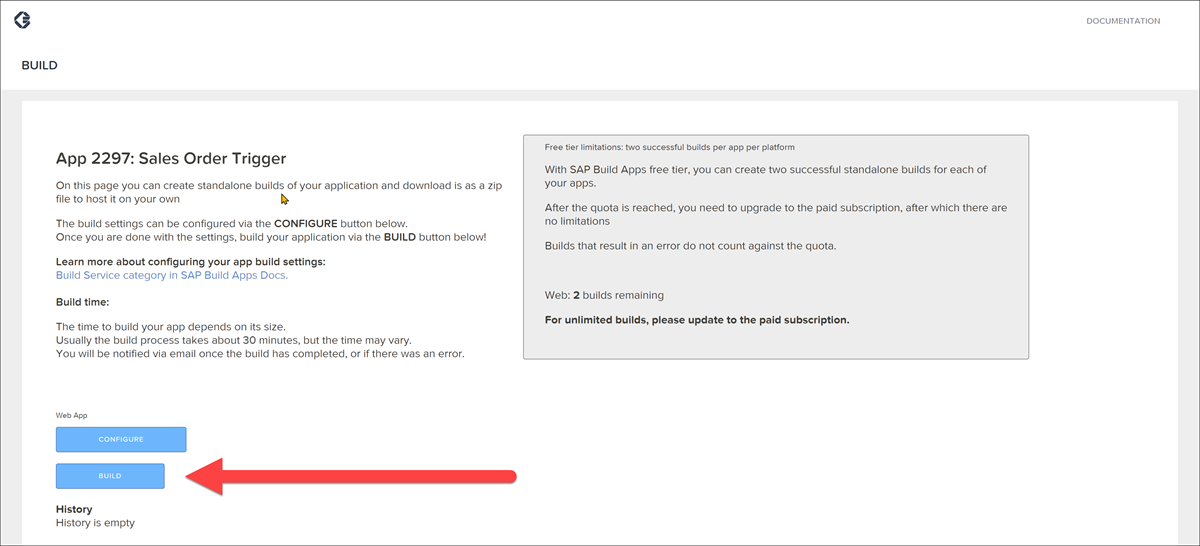 DOCUMENTATION
BUILD
App 2297: Sales Order Trigger
On this page you can create standalone builds of your application and download is as a zip
file to host it on your own
The build settings can be configured via the CONFIGURE button below.
Once you are done with the settings, build your application via the BUILD button below!
Learn more about configuring your app build settings:
Build Service category in SAP Build Apps Docs.
Build time:
The time to build your app depends on its size.
Usually the build process takes about 30 minutes, but the time may vary.
You will be notified via email once the build has completed, or if there was an error.
Free tier limitations: two successful builds per app per platform
With SAP Build Apps free tier, you can create two successful standalone builds for each of
your apps.
After the quota is reached, you need to upgrade to the paid subscription, after which there are
no limitations
Builds that result in an error do not count against the quota.
Web: 2 builds remaining
For unlimited builds, please update to the paid subscription.
Web App
CONFIGURE
BUILD
History
History is empty